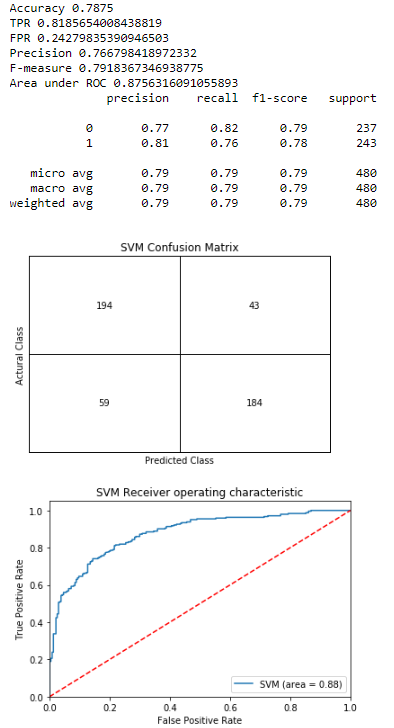 Accuracy 0.7875
TPR 0.8185654008438819
FPR 0.24279835390946503
Precision 0.766798418972332
F-measure 0.7918367346938775
Area under ROC 0.8756316091055893
precision recall f1-score support
0 0.77 0.82 0.79 237
1 0.81 0.76 0.78 243
micro avg 0.79 0.79 0.79 480
macro avg 0.79 0.79 0.79 480
weighted avg 0.79 0.79 0.79 480
SVM Confusion Matrix
Actural Class
194 43
59 184
Predicted Class
SVM Receiver operating characteristic
True Positive Rate
1.0
0.8
0.6
0.4
0.2
0.0
SVM (area = 0.88)
0.0 0.2 0.4 0.6 0.8 1.0
False Positive Rate